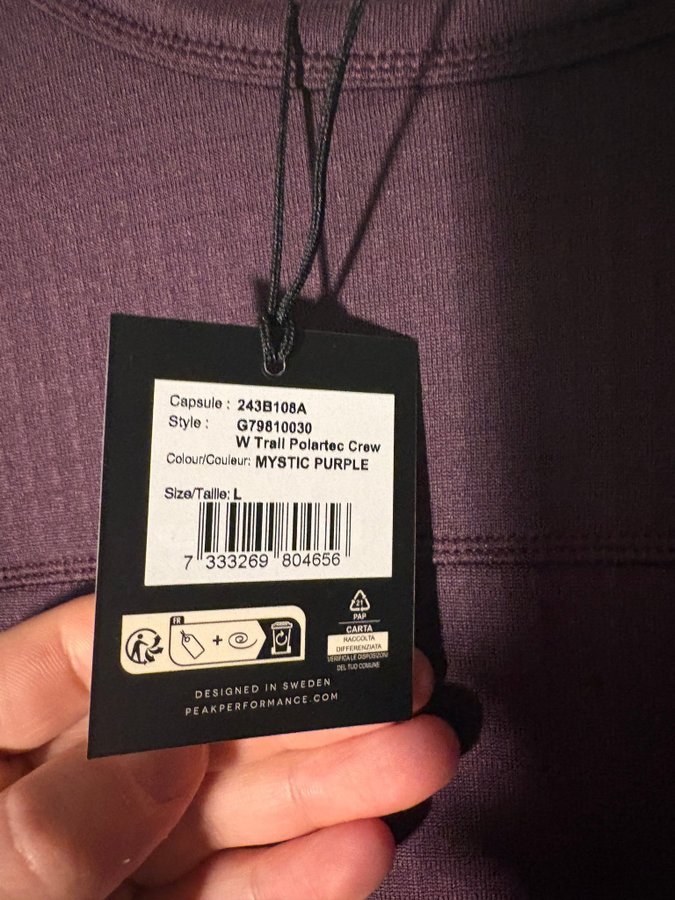 Capsule : 243B108A
Style : G79810030
W Trail Polartec Crew
Colour/Couleur: MYSTIC PURPLE
Size/Taille: L
7 333269 804656
FR
21
PAP
CARTA
RACCOLTA
DIFFERENZIATA
VERIFICA LE DISPOSIZIONI
DEL TUO COMUNE
DESIGNED IN SWEDEN
PEAKPERFORMANCE.COM